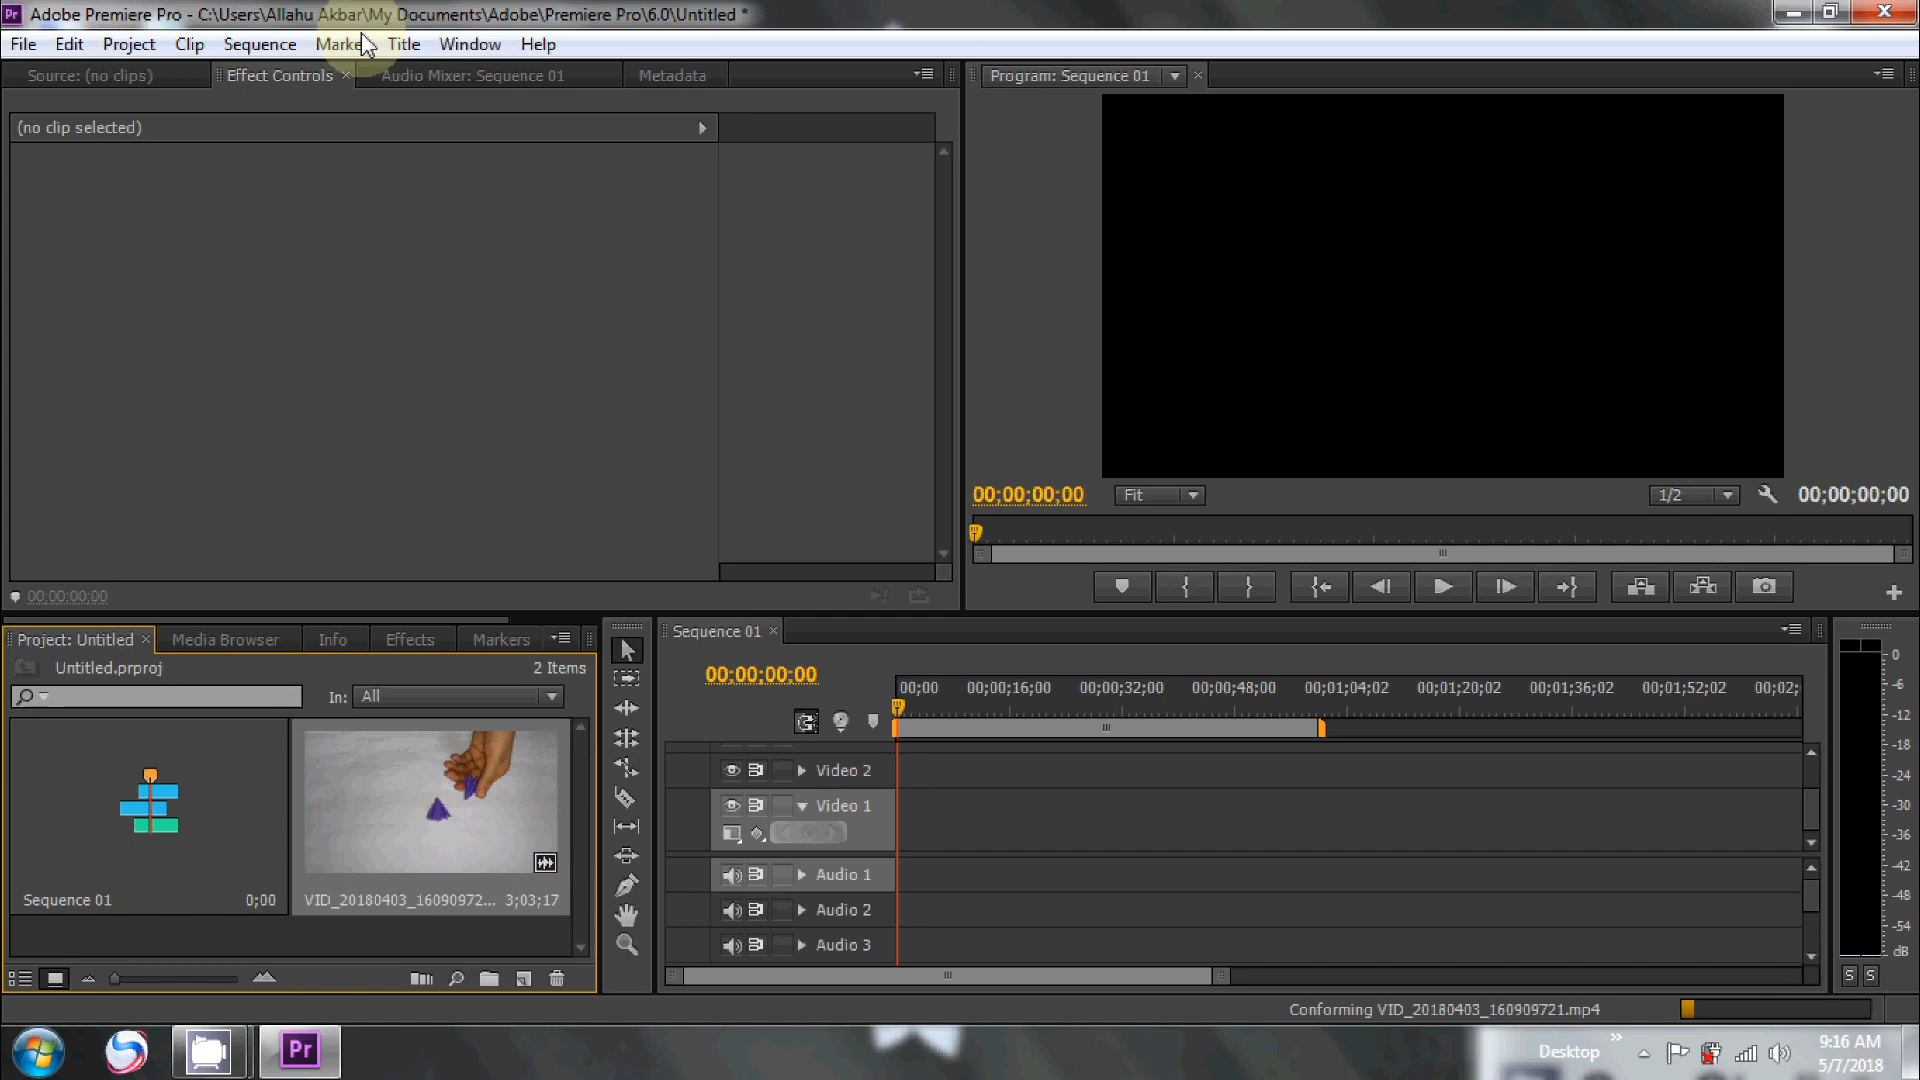 Pr Adobe Premiere Pro - C:\Users\Allahu Akbar\My Documents\Adobe\Premiere Pro\6.0\Untitled *
File Edit Project Clip Sequence Marker Title Window Help
Source: (no clips) Effect Controls × Audio Mixer: Sequence 01 Metadata
Program: Sequence 01
(no clip selected)
00;00;00;00 Fit 1/2 00;00;00;00
00;00;00;00
Project: Untitled × Media Browser Info Effects Markers
Untitled.prproj 2 Items
In: All
Sequence 01 0;00
VID_20180403_16090972... 3;03;17
Sequence 01 ×
00;00;00;00
00;00 00;00;16;00 00;00;32;00 00;00;48;00 00;01;04;02 00;01;20;02 00;01;36;02 00;01;52;02 00;02;
Video 2
Video 1
Audio 1
Audio 2
Audio 3
0
-6
-12
-18
-24
-30
-36
-42
-48
-54
dB
S S
Conforming VID_20180403_160909721.mp4
Pr
Desktop
9:16 AM
5/7/2018